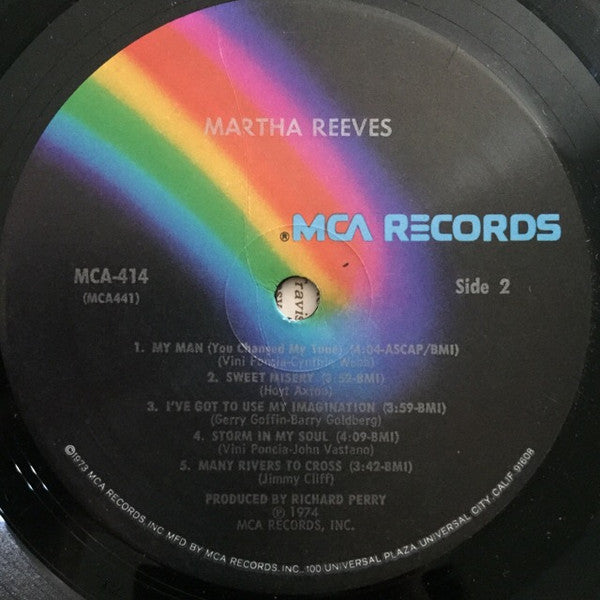 MARTHA REEVES
® MCA RECORDS
MCA-414
(MCA441)
Side 2
1. MY MAN (You Changed My Tune) (4:04-ASCAP/BMI)
(Vini Poncia-Cynthia Weil)
2. SWEET MISERY (3:52-BMI)
(Hoyt Axton)
3. I'VE GOT TO USE MY IMAGINATION (3:59-BMI)
(Gerry Goffin-Barry Goldberg)
4. STORM IN MY SOUL (4:09-BMI)
(Vini Poncia-John Vastano)
5. MANY RIVERS TO CROSS (3:42-BMI)
(Jimmy Cliff)
PRODUCED BY RICHARD PERRY
℗ 1974
MCA RECORDS, INC.
©1973 MCA RECORDS INC MFD BY MCA RECORDS, INC. 100 UNIVERSAL PLAZA, UNIVERSAL CITY, CALIF. 91608